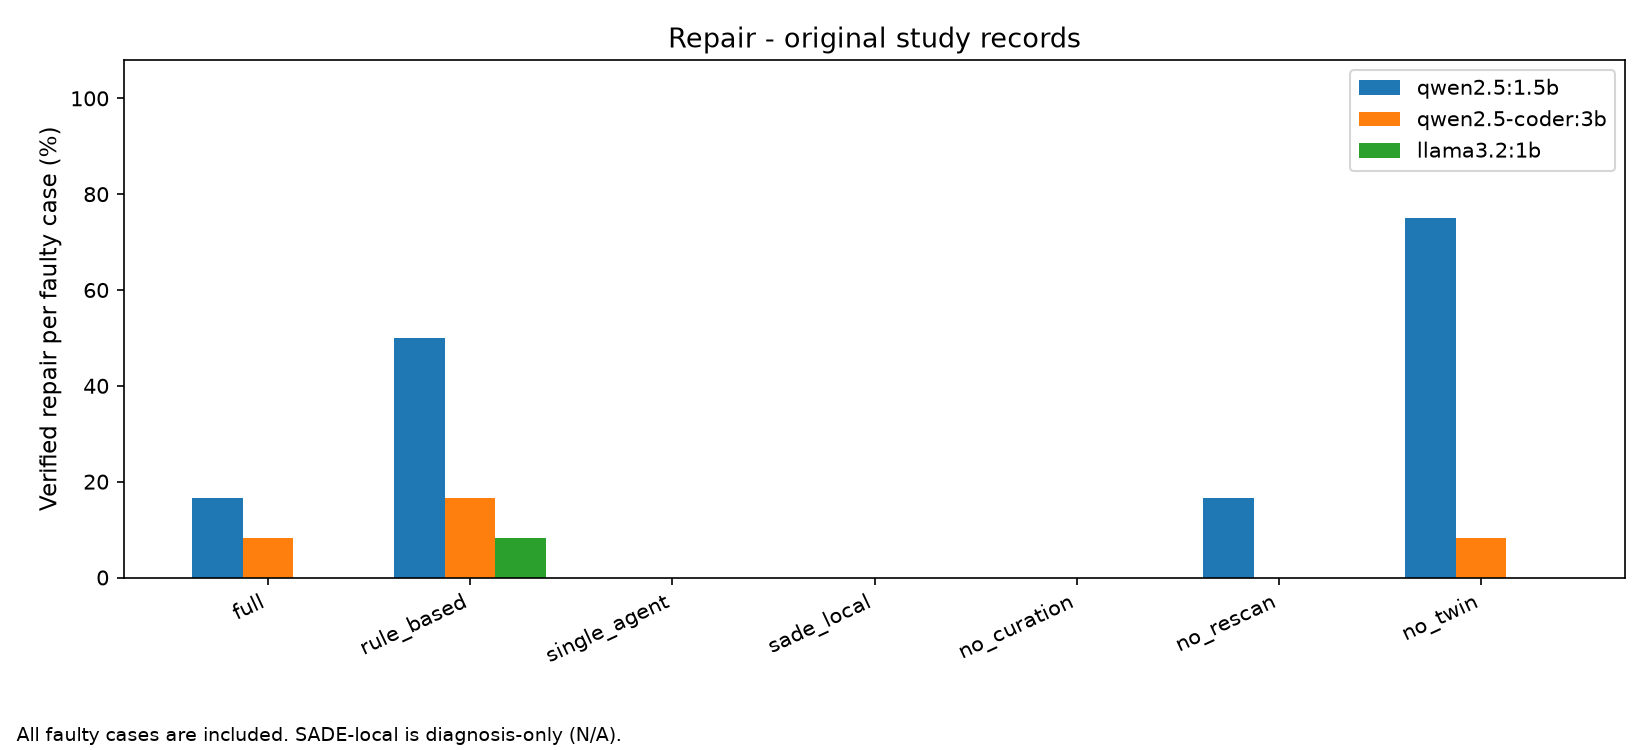 Repair - original study records
Verified repair per faulty case (%)
100
80
60
40
20
0
qwen2.5:1.5b
qwen2.5-coder:3b
llama3.2:1b
full
rule_based
single_agent
sade_local
no_curation
no_rescan
no_twin
All faulty cases are included. SADE-local is diagnosis-only (N/A).